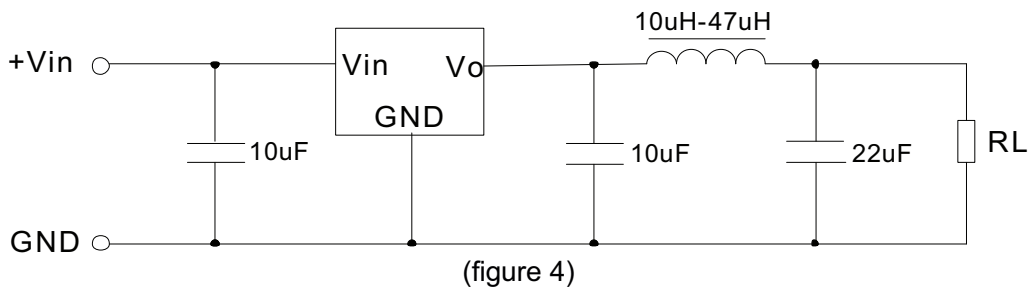 10uH-47uH
+Vin
Vin
Vo
GND
10uF
10uF
22uF
RL
GND
(figure 4)